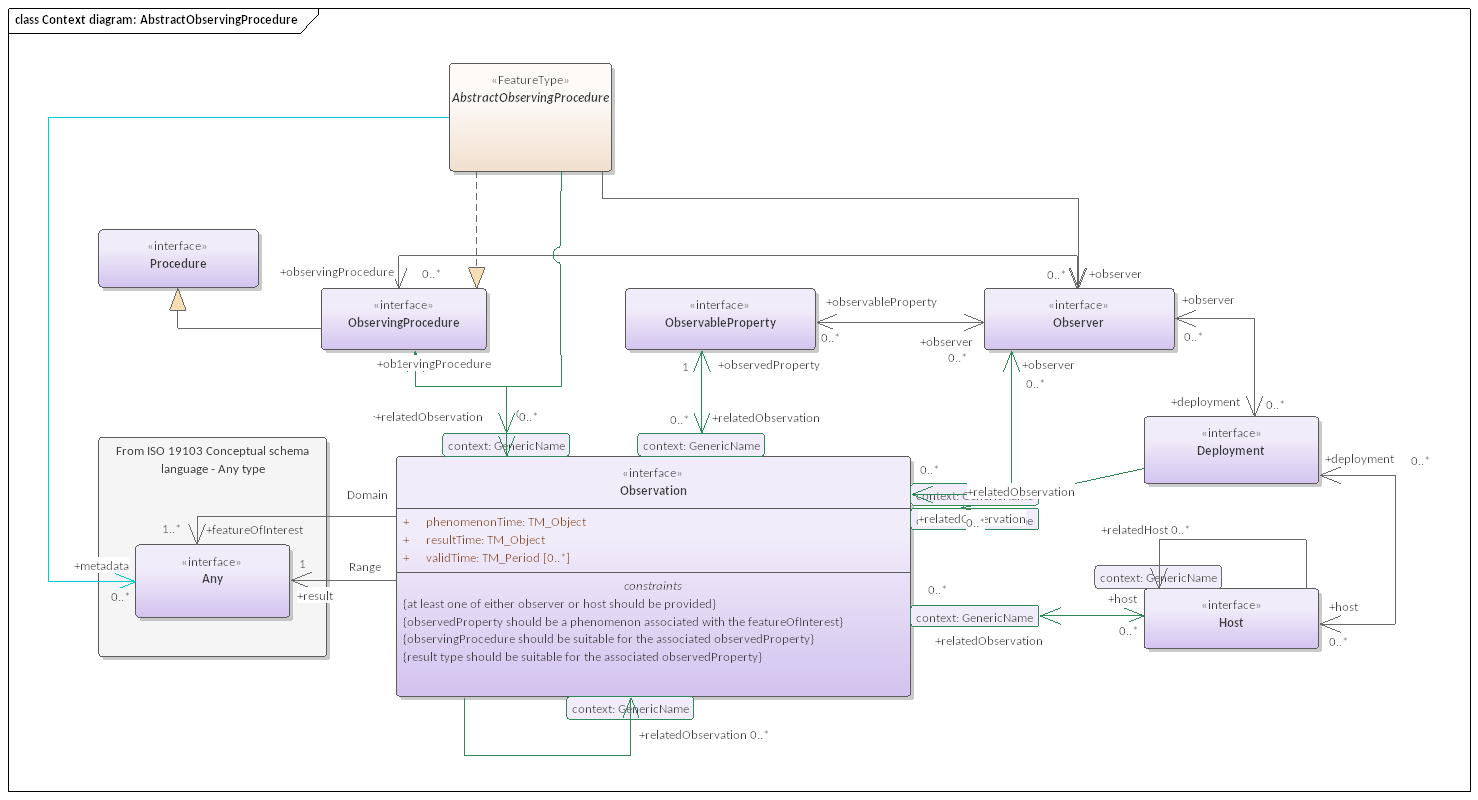 class Context diagram: AbstractObservingProcedure
«FeatureType»
AbstractObservingProcedure
«interface»
Procedure
+observingProcedure
0..*
0..*
+observer
«interface»
ObservingProcedure
«interface»
ObservableProperty
+observableProperty
0..*
+observer
0..*
«interface»
Observer
+observer
0..*
+observer
0..*
1
+observedProperty
+relatedObservation
0..*
0..*
+relatedObservation
+deployment
0..*
context: GenericName
context: GenericName
«interface»
Deployment
+deployment
0..*
From ISO 19103 Conceptual schema
language - Any type
«interface»
Observation
0..*
+relatedObservation
0..*
Domain
1..*
+featureOfInterest
+ phenomenonTime: TM_Object
+ resultTime: TM_Object
+ validTime: TM_Period [0..*]
+relatedHost 0..*
«interface»
Any
+metadata
0..*
Range
1
+result
constraints
{at least one of either observer or host should be provided}
{observedProperty should be a phenomenon associated with the featureOfInterest}
{observingProcedure should be suitable for the associated observedProperty}
{result type should be suitable for the associated observedProperty}
0..*
context: GenericName
+relatedObservation
context: GenericName
+host
0..*
«interface»
Host
+host
0..*
context: GenericName
+relatedObservation 0..*